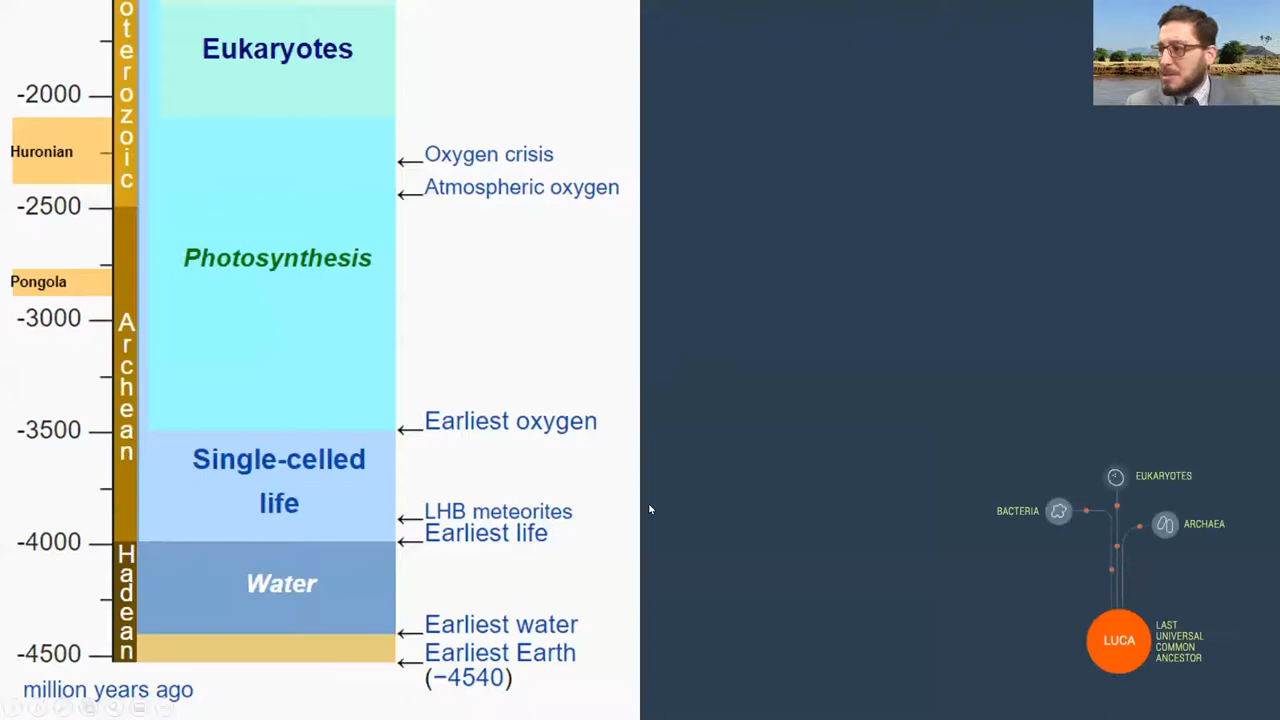 oterozoic
Eukaryotes
-2000
Huronian
Oxygen crisis
Atmospheric oxygen
-2500
Photosynthesis
Pongola
-3000
Archean
Earliest oxygen
-3500
Single-celled
life
LHB meteorites
Earliest life
-4000
Hadean
Water
Earliest water
-4500
Earliest Earth
(−4540)
million years ago
EUKARYOTES
BACTERIA
ARCHAEA
LUCA
LAST
UNIVERSAL
COMMON
ANCESTOR